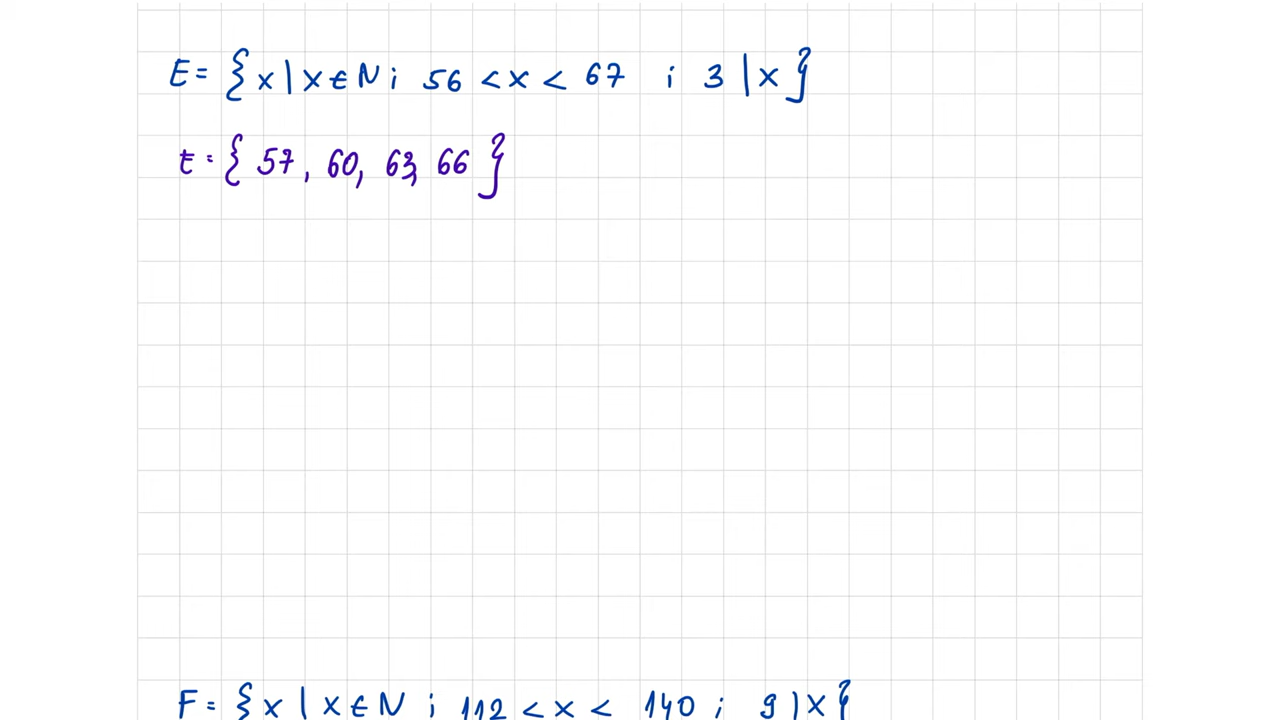 E = { x | x ∈ N i 56 < x < 67 i 3 | x }
E = { 57, 60, 63, 66 }
F = { x | x ∈ N i 112 < x < 140 i 9 | x }